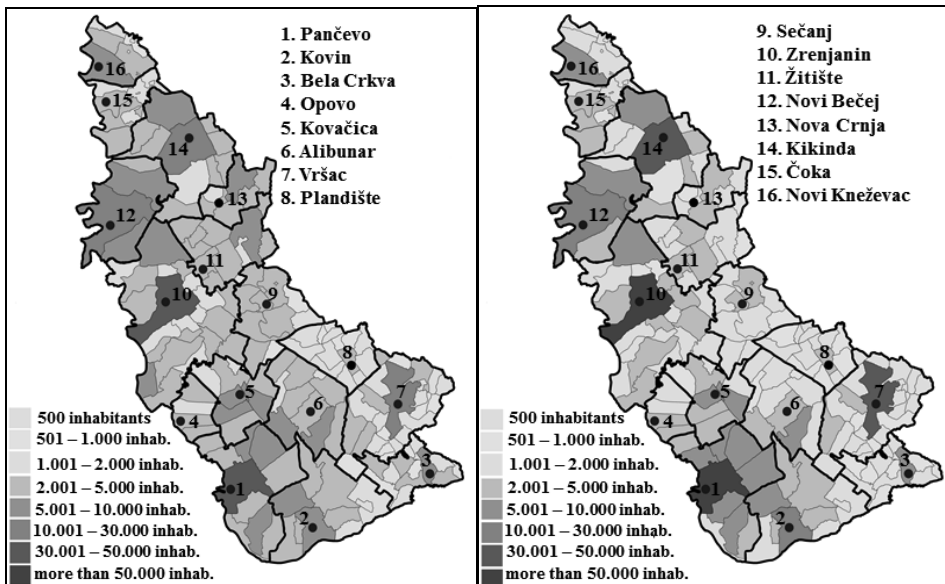 1. Pančevo
2. Kovin
3. Bela Crkva
4. Opovo
5. Kovačica
6. Alibunar
7. Vršac
8. Plandište
16
15
14
13
12
11
10
9
8
7
6
5
4
3
2
1
500 inhabitants
501 – 1.000 inhab.
1.001 – 2.000 inhab.
2.001 – 5.000 inhab.
5.001 – 10.000 inhab.
10.001 – 30.000 inhab.
30.001 – 50.000 inhab.
more than 50.000 inhab.
9. Sečanj
10. Zrenjanin
11. Žitište
12. Novi Bečej
13. Nova Crnja
14. Kikinda
15. Čoka
16. Novi Kneževac
16
15
14
13
12
11
10
9
8
7
6
5
4
3
2
1
500 inhabitants
501 – 1.000 inhab.
1.001 – 2.000 inhab.
2.001 – 5.000 inhab.
5.001 – 10.000 inhab.
10.001 – 30.000 inhab.
30.001 – 50.000 inhab.
more than 50.000 inhab.